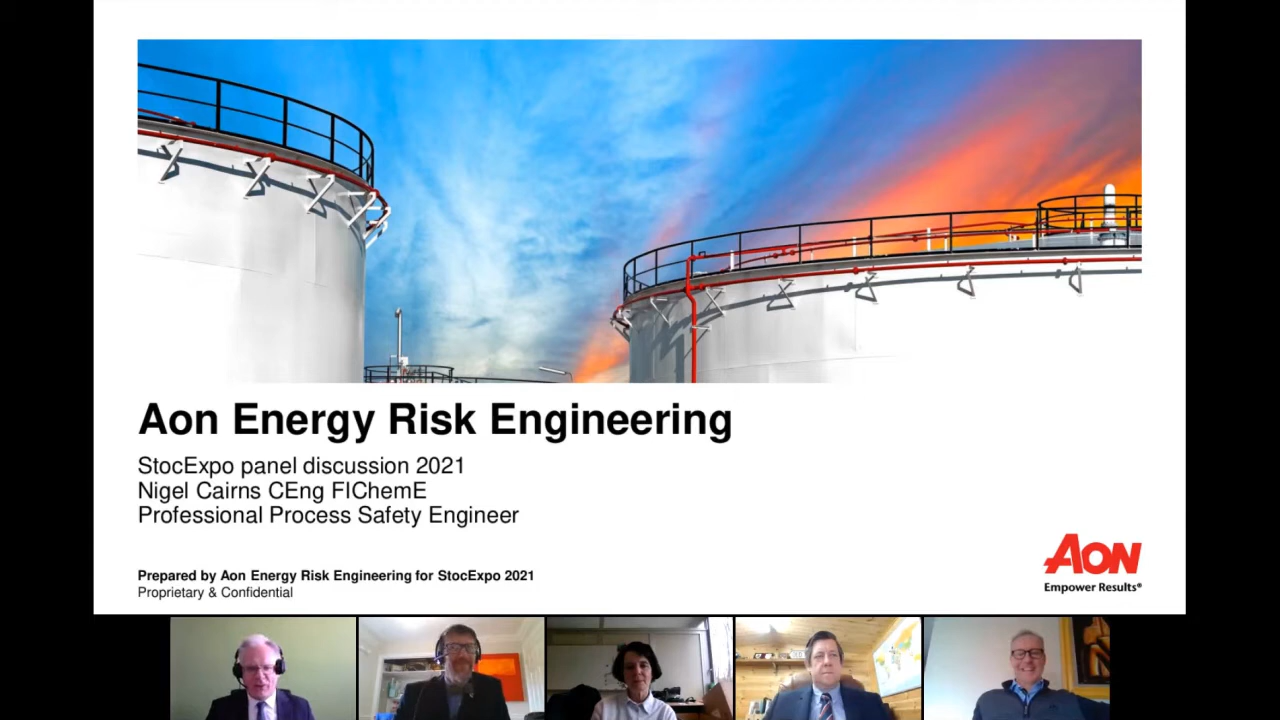 Aon Energy Risk Engineering
StocExpo panel discussion 2021
Nigel Cairns CEng FIChemE
Professional Process Safety Engineer
Prepared by Aon Energy Risk Engineering for StocExpo 2021
Proprietary & Confidential
AON
Empower Results®